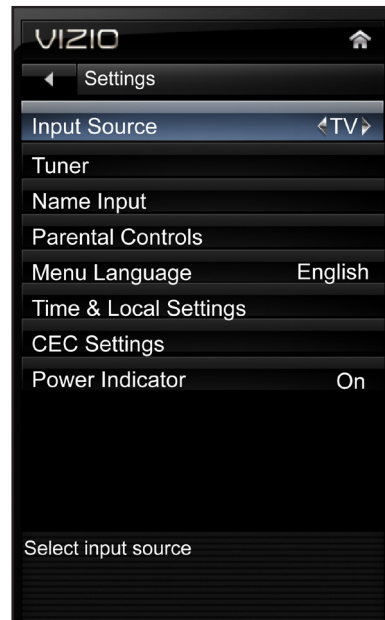 VIZIO
Settings
Input Source TV
Tuner
Name Input
Parental Controls
Menu Language English
Time & Local Settings
CEC Settings
Power Indicator On
Select input source